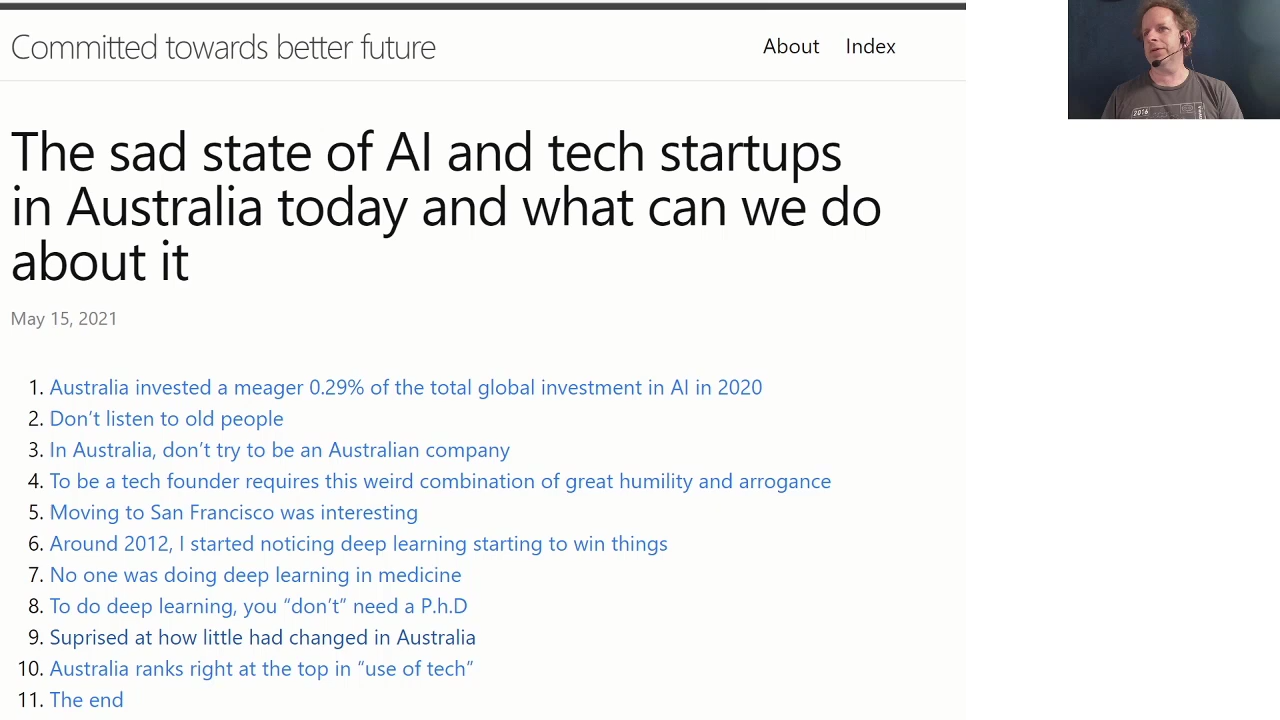 Committed towards better future
About Index
The sad state of AI and tech startups
in Australia today and what can we do
about it
May 15, 2021
1. Australia invested a meager 0.29% of the total global investment in AI in 2020
2. Don’t listen to old people
3. In Australia, don’t try to be an Australian company
4. To be a tech founder requires this weird combination of great humility and arrogance
5. Moving to San Francisco was interesting
6. Around 2012, I started noticing deep learning starting to win things
7. No one was doing deep learning in medicine
8. To do deep learning, you “don’t” need a P.h.D
9. Suprised at how little had changed in Australia
10. Australia ranks right at the top in “use of tech”
11. The end
2016